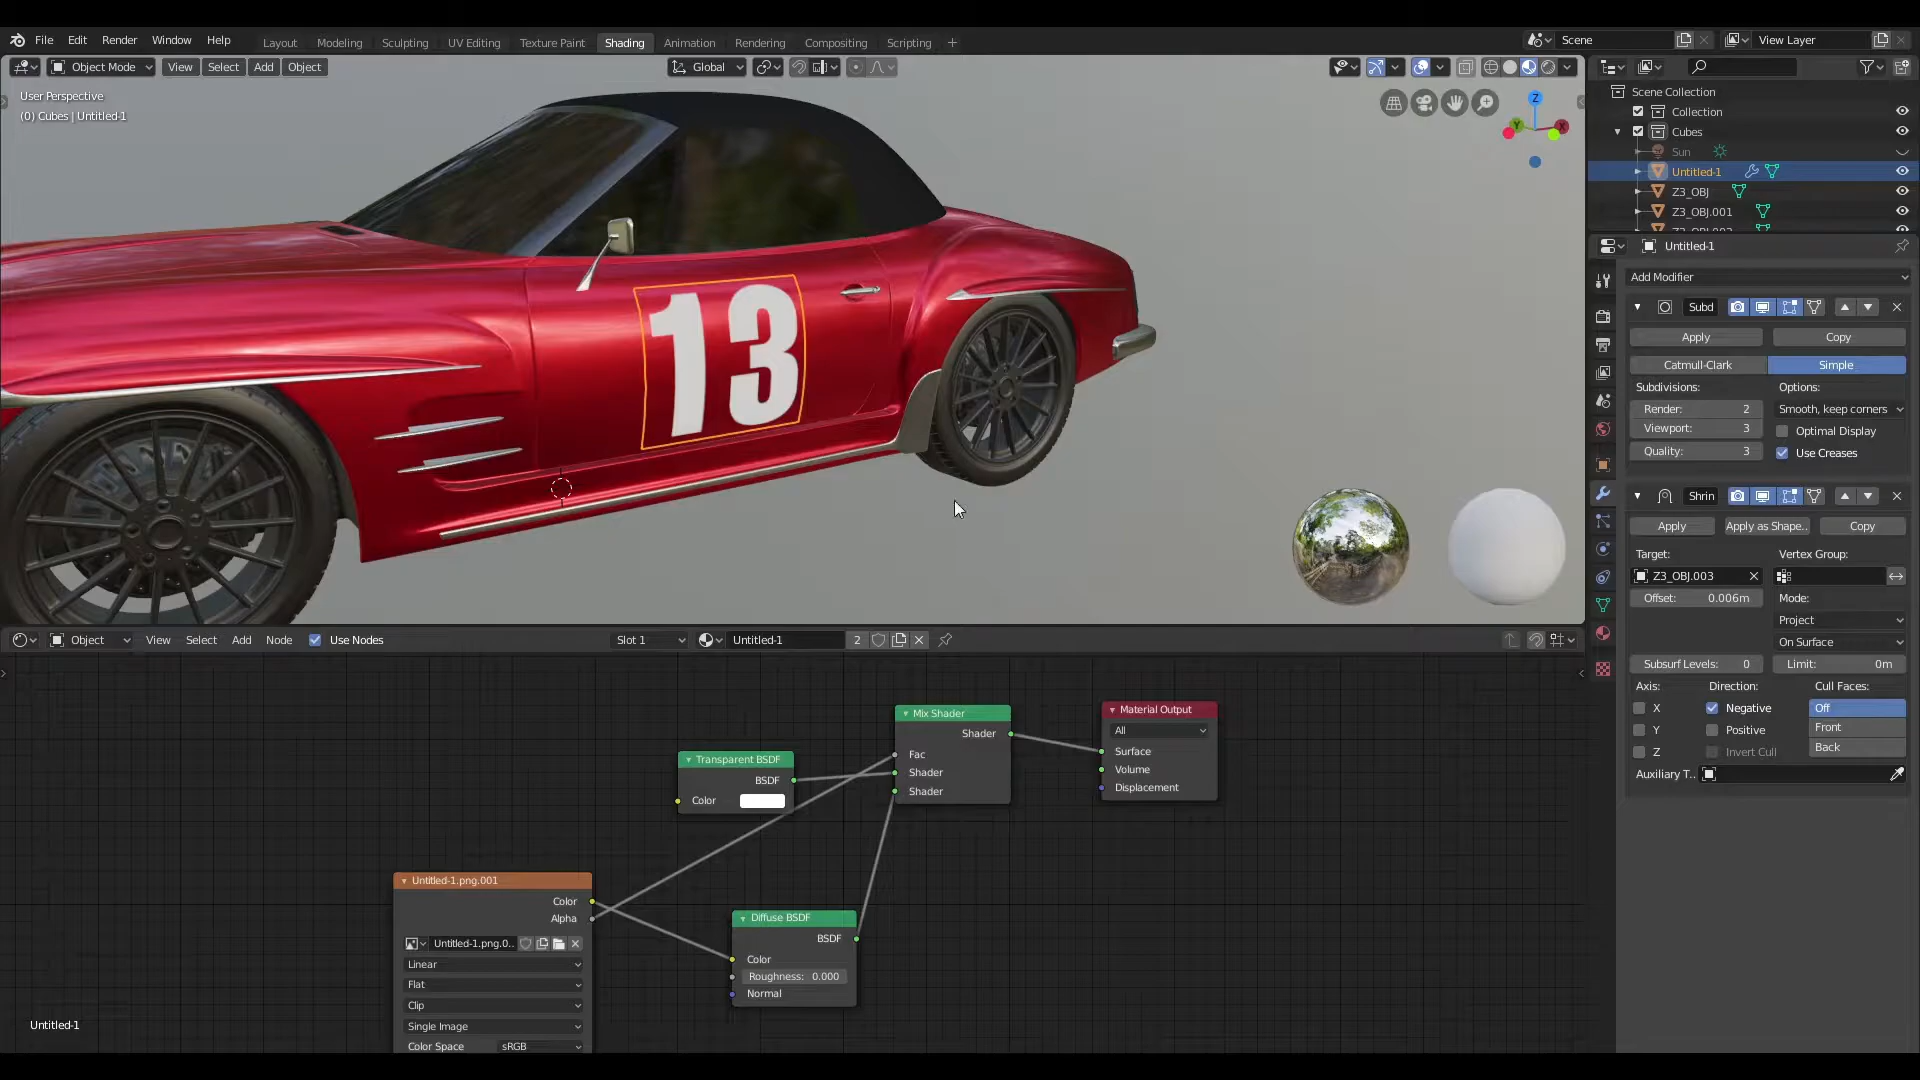 File Edit Render Window Help Layout Modeling Sculpting UV Editing Texture Paint Shading Animation Rendering Compositing Scripting + Scene View Layer
Object Mode View Select Add Object Global
User Perspective
(0) Cubes | Untitled-1
Z
Y
X
13
Scene Collection
Collection
Cubes
Sun
Untitled-1
Z3_OBJ
Z3_OBJ.001
Untitled-1
Add Modifier
Subd
Apply Copy
Catmull-Clark Simple
Subdivisions: Options:
Render: 2 Smooth, keep corners
Viewport: 3 Optimal Display
Quality: 3 Use Creases
Shrin
Apply Apply as Shape.. Copy
Target: Vertex Group:
Z3_OBJ.003
Offset: 0.006m Mode:
Project
On Surface
Subsurf Levels: 0 Limit: 0m
Axis: Direction: Cull Faces:
X Negative Off
Y Positive Front
Z Invert Cull Back
Auxiliary T..
Object View Select Add Node Use Nodes Slot 1 Untitled-1 2
Mix Shader
Shader
Fac
Shader
Shader
Material Output
All
Surface
Volume
Displacement
Transparent BSDF
BSDF
Color
Untitled-1.png.001
Color
Alpha
Untitled-1.png.0..
Linear
Flat
Clip
Single Image
Color Space sRGB
Diffuse BSDF
BSDF
Color
Roughness: 0.000
Normal
Untitled-1